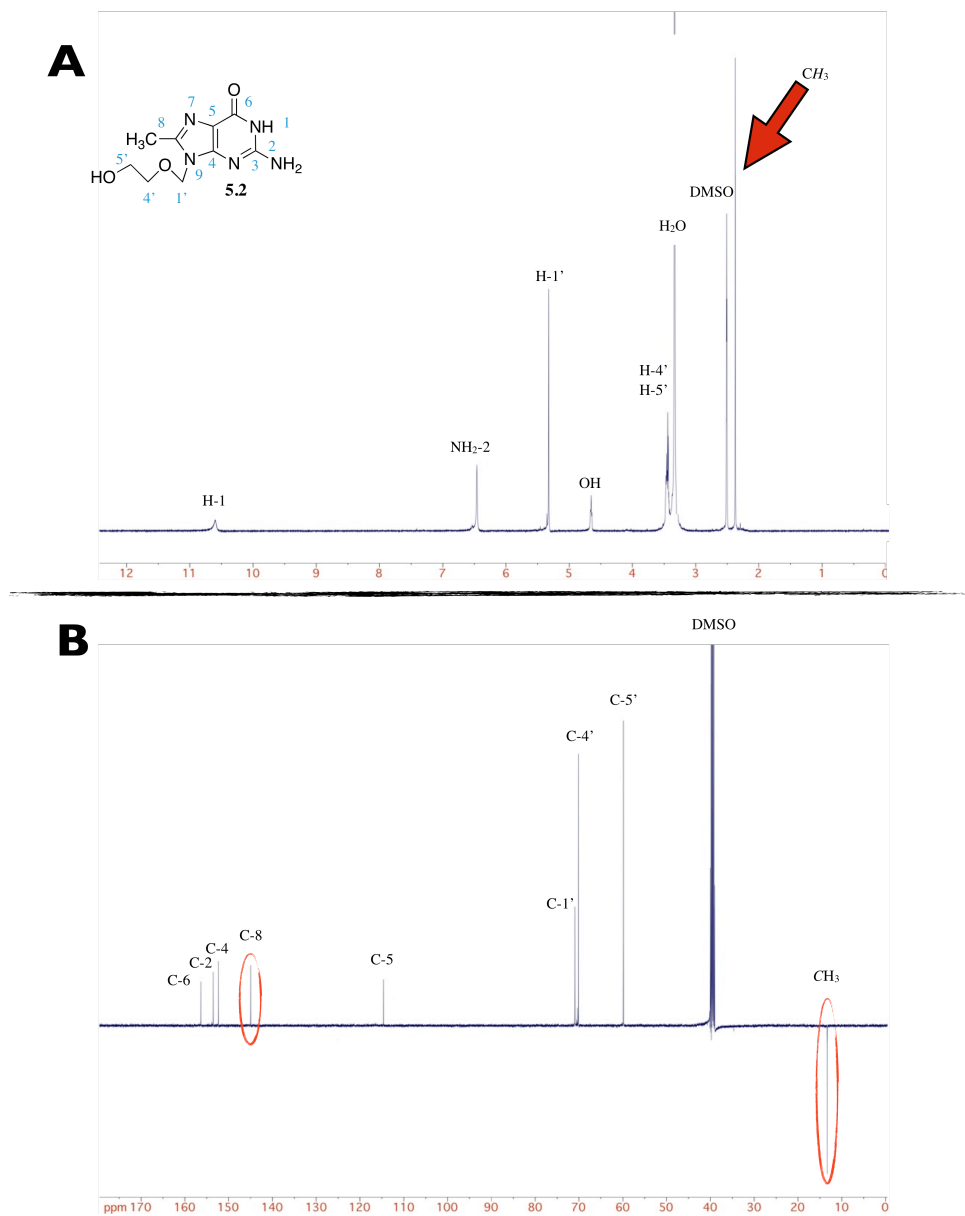 A
O
7
6
5
8
N
NH
1
H₃C
2
5’
O
N
4
N
3
NH₂
HO
9
4’
1’
5.2
CH₃
DMSO
H₂O
H-1’
H-4’
H-5’
NH₂-2
OH
H-1
12 11 10 9 8 7 6 5 4 3 2 1 0
B
DMSO
C-5’
C-4’
C-1’
C-8
C-4
C-2
C-6
C-5
CH₃
ppm 170 160 150 140 130 120 110 100 90 80 70 60 50 40 30 20 10 0